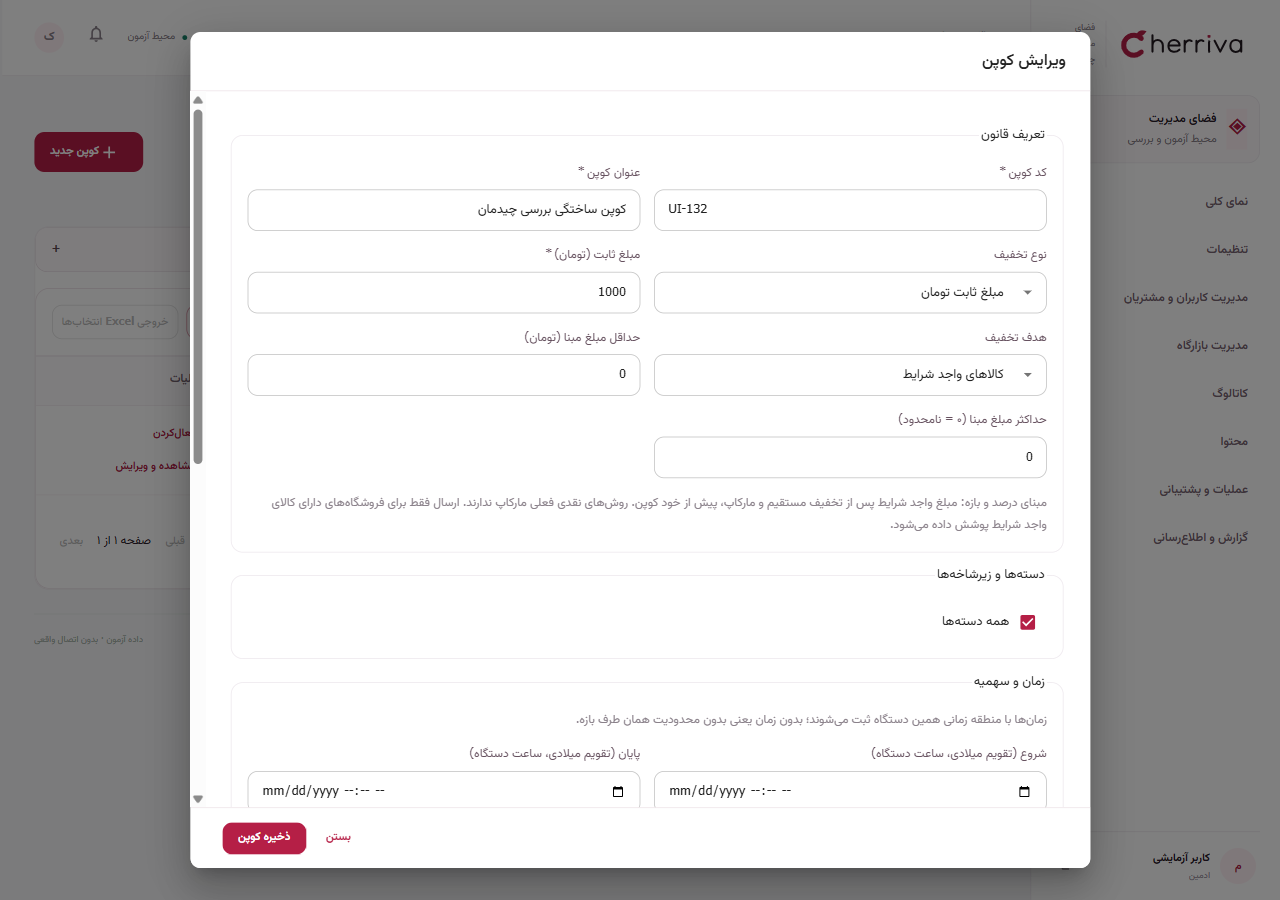 herriva
فضای
محیط آزمون
ک
فضای مدیریت
محیط آزمون و بررسی
نمای کلی
تنظیمات
مدیریت کاربران و مشتریان
مدیریت بازارگاه
کاتالوگ
محتوا
عملیات و پشتیبانی
گزارش و اطلاع‌رسانی
م
کاربر آزمایشی
ادمین
کوپن جدید
+
خروجی Excel انتخاب‌ها
مشاهده و ویرایش
قبلی صفحه ۱ از ۱ بعدی
داده آزمون - بدون اتصال واقعی
ویرایش کوپن
تعریف قانون
کد کوپن *
UI-132
عنوان کوپن *
کوپن ساختگی بررسی چیدمان
نوع تخفیف
مبلغ ثابت تومان
مبلغ ثابت (تومان) *
1000
هدف تخفیف
کالاهای واجد شرایط
حداقل مبلغ مبنا (تومان)
0
حداکثر مبلغ مبنا (۰ = نامحدود)
0
مبنای درصد و بازه: مبلغ واجد شرایط پس از تخفیف مستقیم و مارکاپ، پیش از خود کوپن. روش‌های نقدی فعلی مارکاپ ندارند. ارسال فقط برای فروشگاه‌های دارای کالای
واجد شرایط پوشش داده می‌شود.
دسته‌ها و زیرشاخه‌ها
همه دسته‌ها
زمان و سهمیه
زمان‌ها با منطقه زمانی همین دستگاه ثبت می‌شوند؛ بدون زمان یعنی بدون محدودیت همان طرف بازه.
شروع (تقویم میلادی، ساعت دستگاه)
mm/dd/yyyy --:-- --
پایان (تقویم میلادی، ساعت دستگاه)
mm/dd/yyyy --:-- --
بستن
ذخیره کوپن